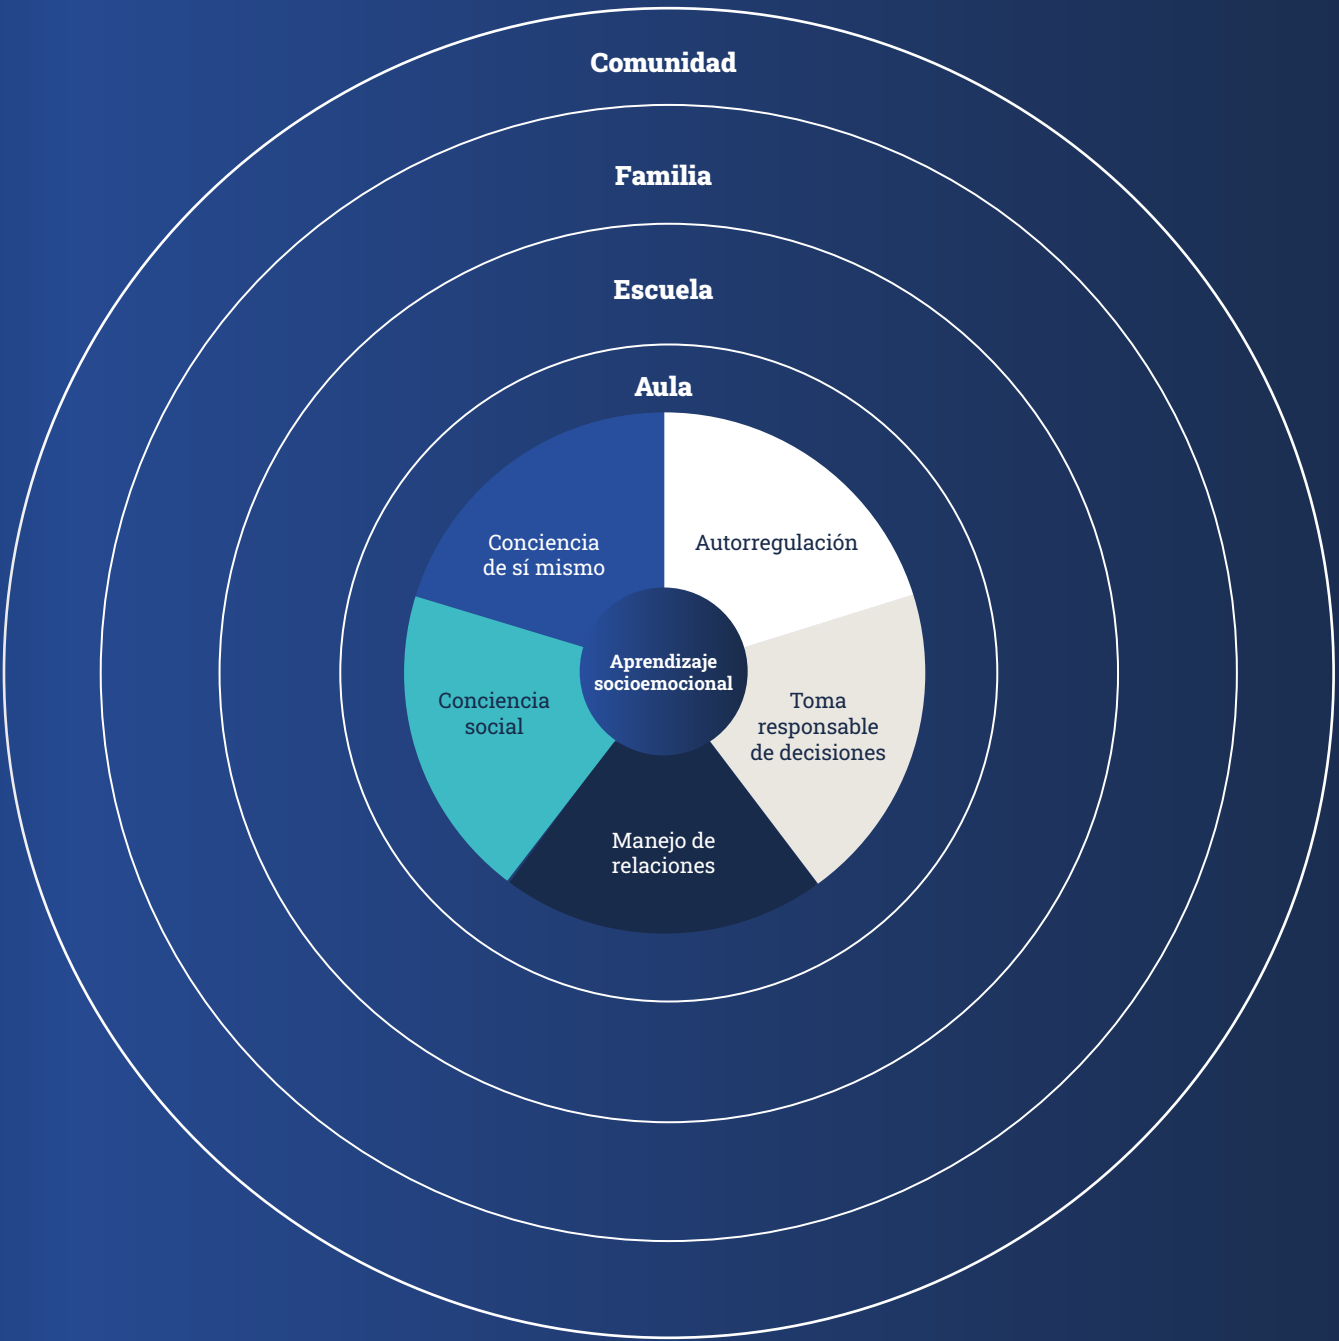 Comunidad
Familia
Escuela
Aula
Conciencia
de sí mismo
Autorregulación
Aprendizaje
socioemocional
Conciencia
social
Toma
responsable
de decisiones
Manejo de
relaciones